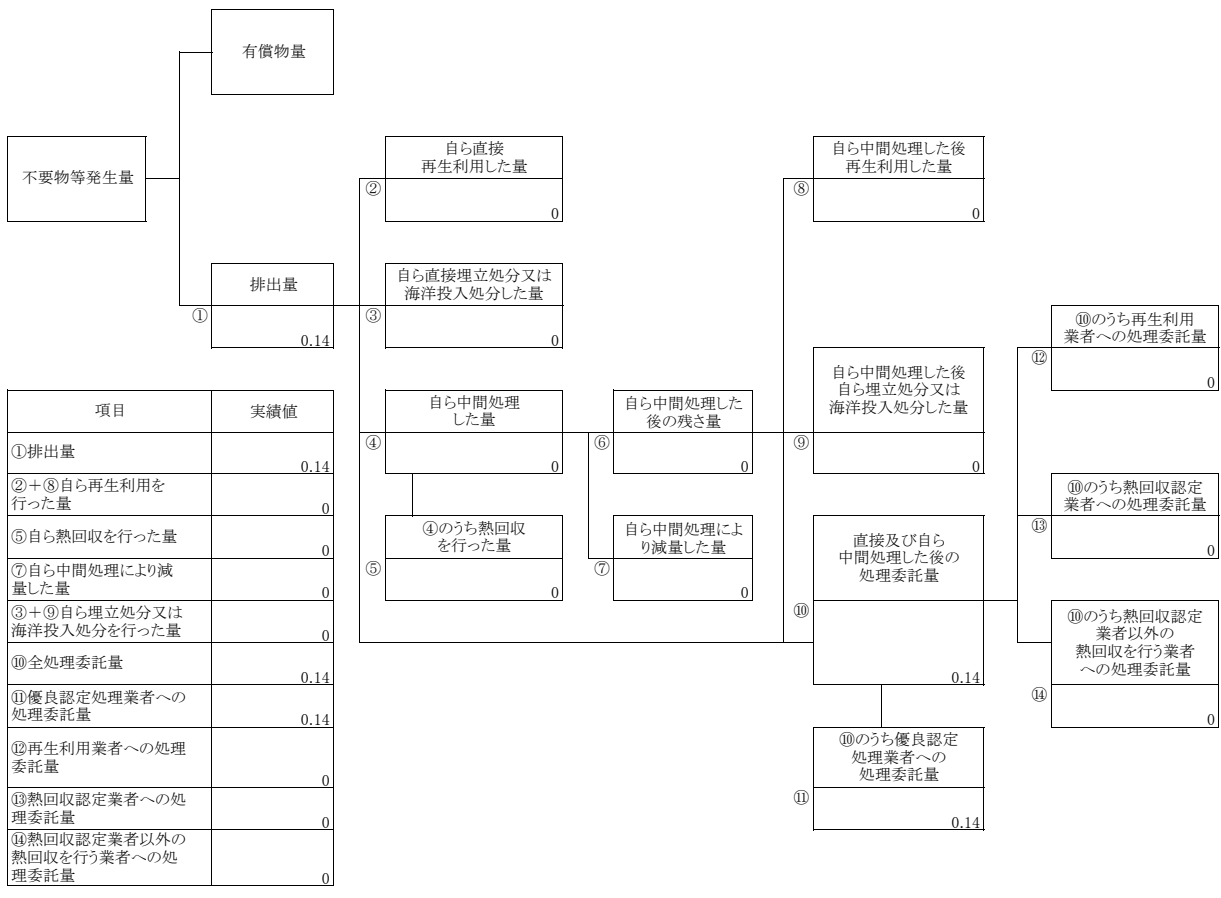 有償物量
不要物等発生量
自ら直接
再生利用した量
②
0
自ら中間処理した後
再生利用した量
⑧
0
排出量
①
0.14
自ら直接埋立処分又は
海洋投入処分した量
③
0
⑩のうち再生利用
業者への処理委託量
⑫
0
自ら中間処理
した量
④
0
自ら中間処理した
後の残さ量
⑥
0
自ら中間処理した後
自ら埋立処分又は
海洋投入処分した量
⑨
0
⑩のうち熱回収認定
業者への処理委託量
⑬
0
④のうち熱回収
を行った量
⑤
0
自ら中間処理によ
り減量した量
⑦
0
直接及び自ら
中間処理した後の
処理委託量
⑩
0.14
⑩のうち熱回収認定
業者以外の
熱回収を行う業者
への処理委託量
⑭
0
⑩のうち優良認定
処理業者への
処理委託量
⑪
0.14
項目 実績値
①排出量
0.14
②＋⑧自ら再生利用を
行った量
0
⑤自ら熱回収を行った量
0
⑦自ら中間処理により減
量した量
0
③＋⑨自ら埋立処分又は
海洋投入処分を行った量
0
⑩全処理委託量
0.14
⑪優良認定処理業者への
処理委託量
0.14
⑫再生利用業者への処理
委託量
0
⑬熱回収認定業者への処
理委託量
0
⑭熱回収認定業者以外の
熱回収を行う業者への処
理委託量
0